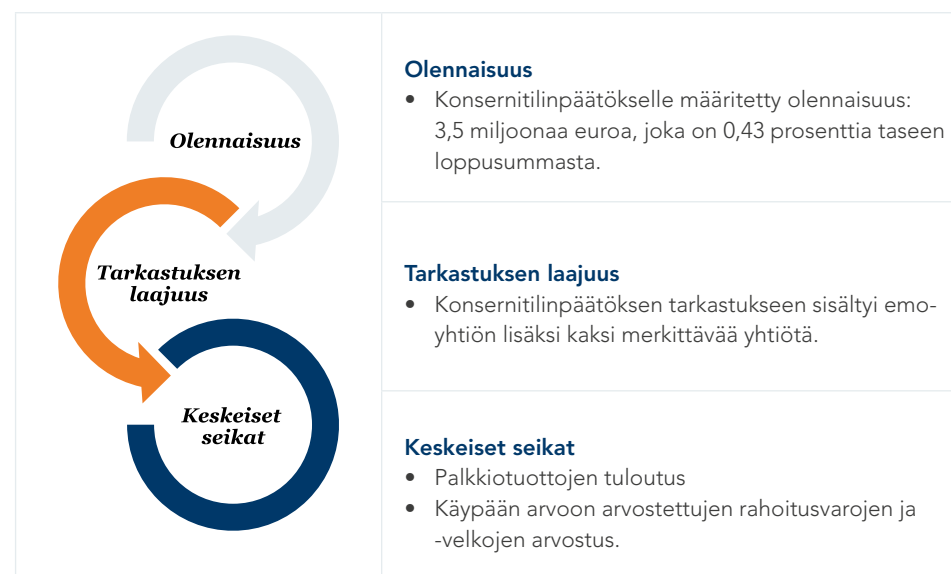 Olennaisuus
Tarkastuksen
laajuus
Keskeiset
seikat
Olennaisuus
• Konsernitilinpäätökselle määritetty olennaisuus:
3,5 miljoonaa euroa, joka on 0,43 prosenttia taseen
loppusummasta.
Tarkastuksen laajuus
• Konsernitilinpäätöksen tarkastukseen sisältyi emo-
yhtiön lisäksi kaksi merkittävää yhtiötä.
Keskeiset seikat
• Palkkiotuottojen tuloutus
• Käypään arvoon arvostettujen rahoitusvarojen ja
-velkojen arvostus.